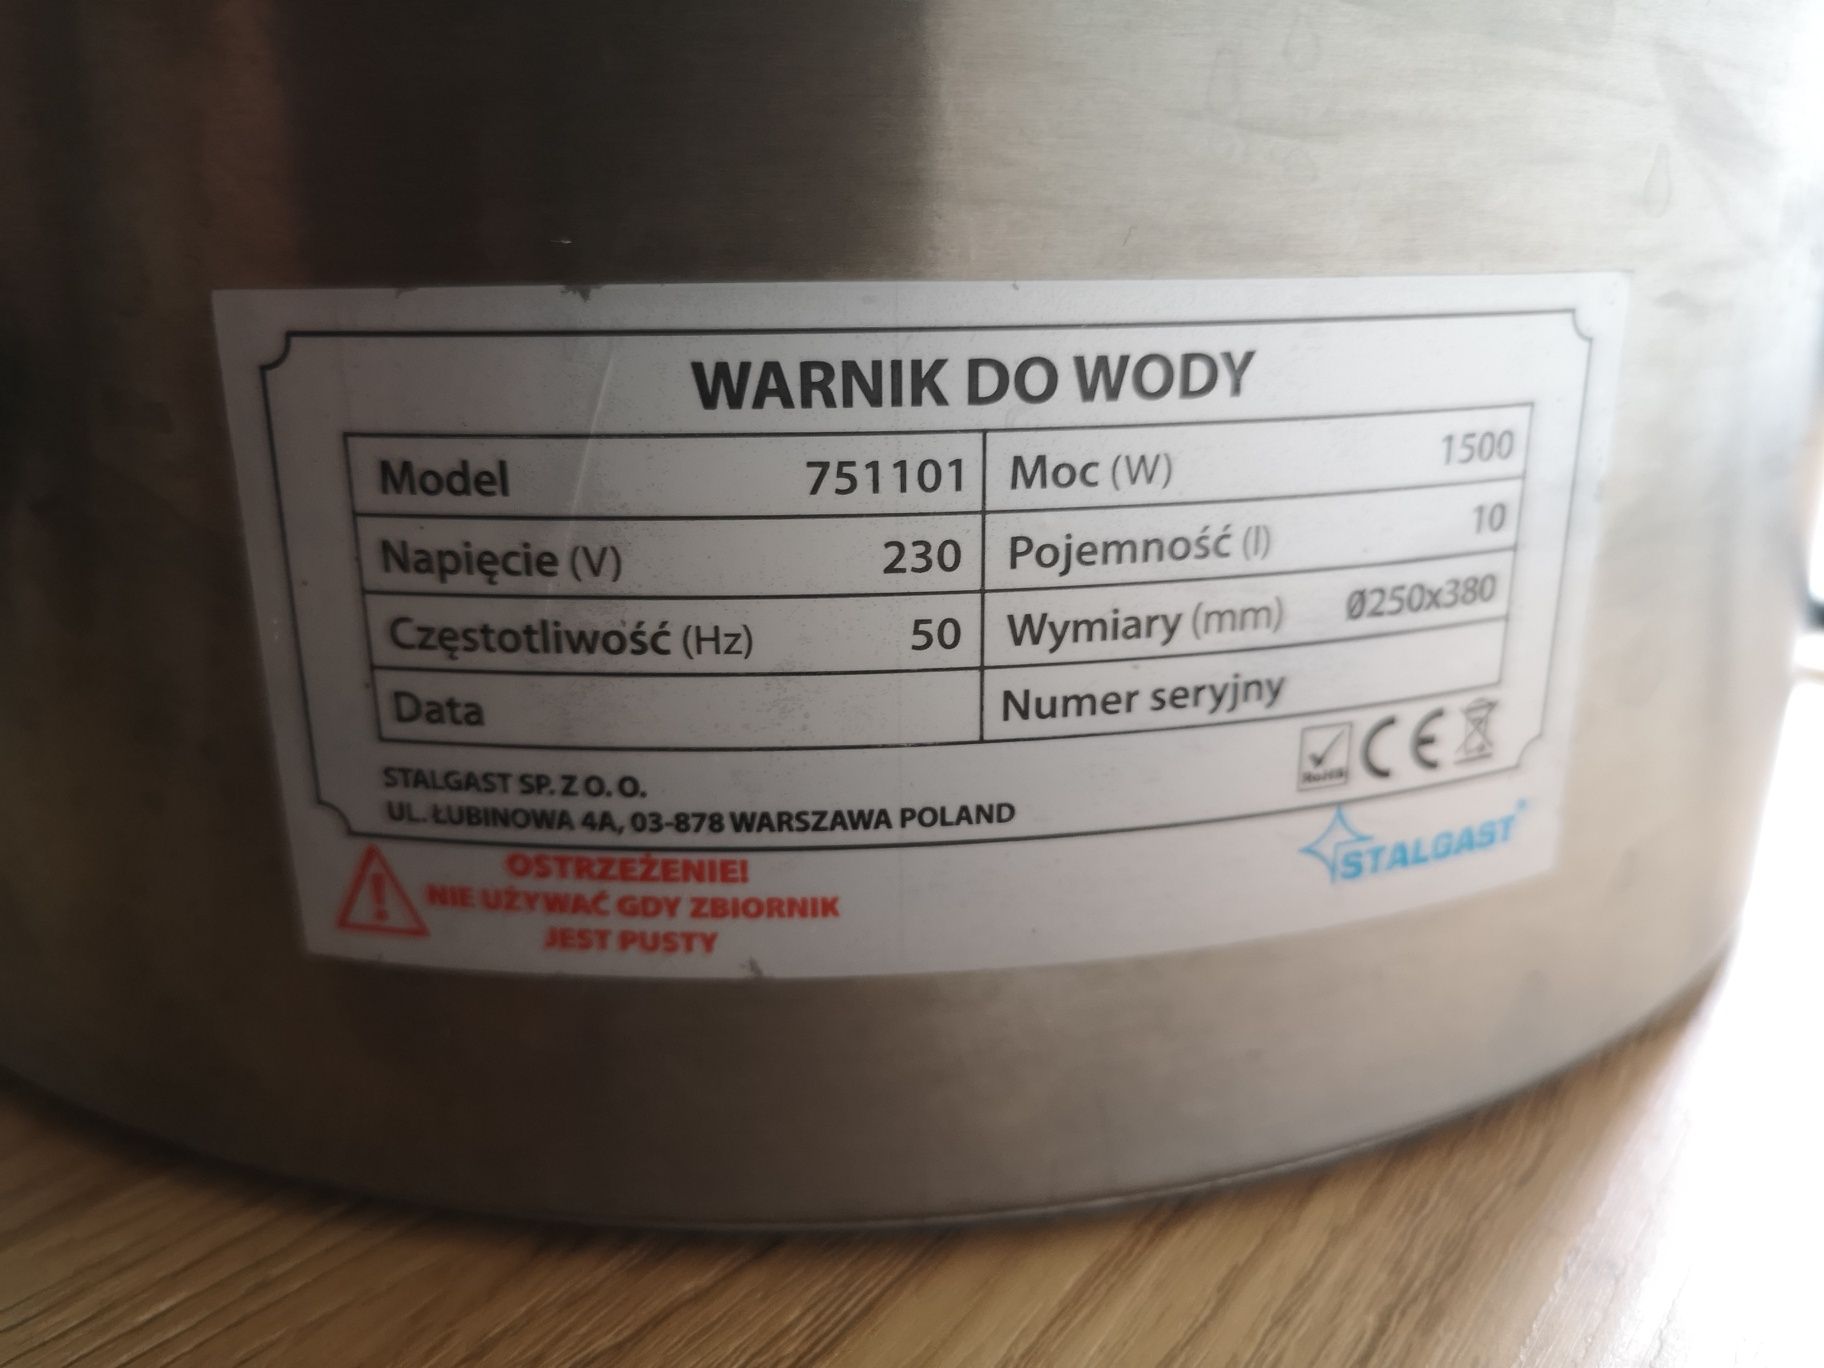 WARNIK DO WODY
Model 751101 Moc (W) 1500
Napięcie (V) 230 Pojemność (l) 10
Częstotliwość (Hz) 50 Wymiary (mm) Ø250x380
Data Numer seryjny
RoHS CE
STALGAST SP. Z O. O.
UL. ŁUBINOWA 4A, 03-878 WARSZAWA POLAND
STALGAST®
OSTRZEŻENIE!
NIE UŻYWAĆ GDY ZBIORNIK
JEST PUSTY